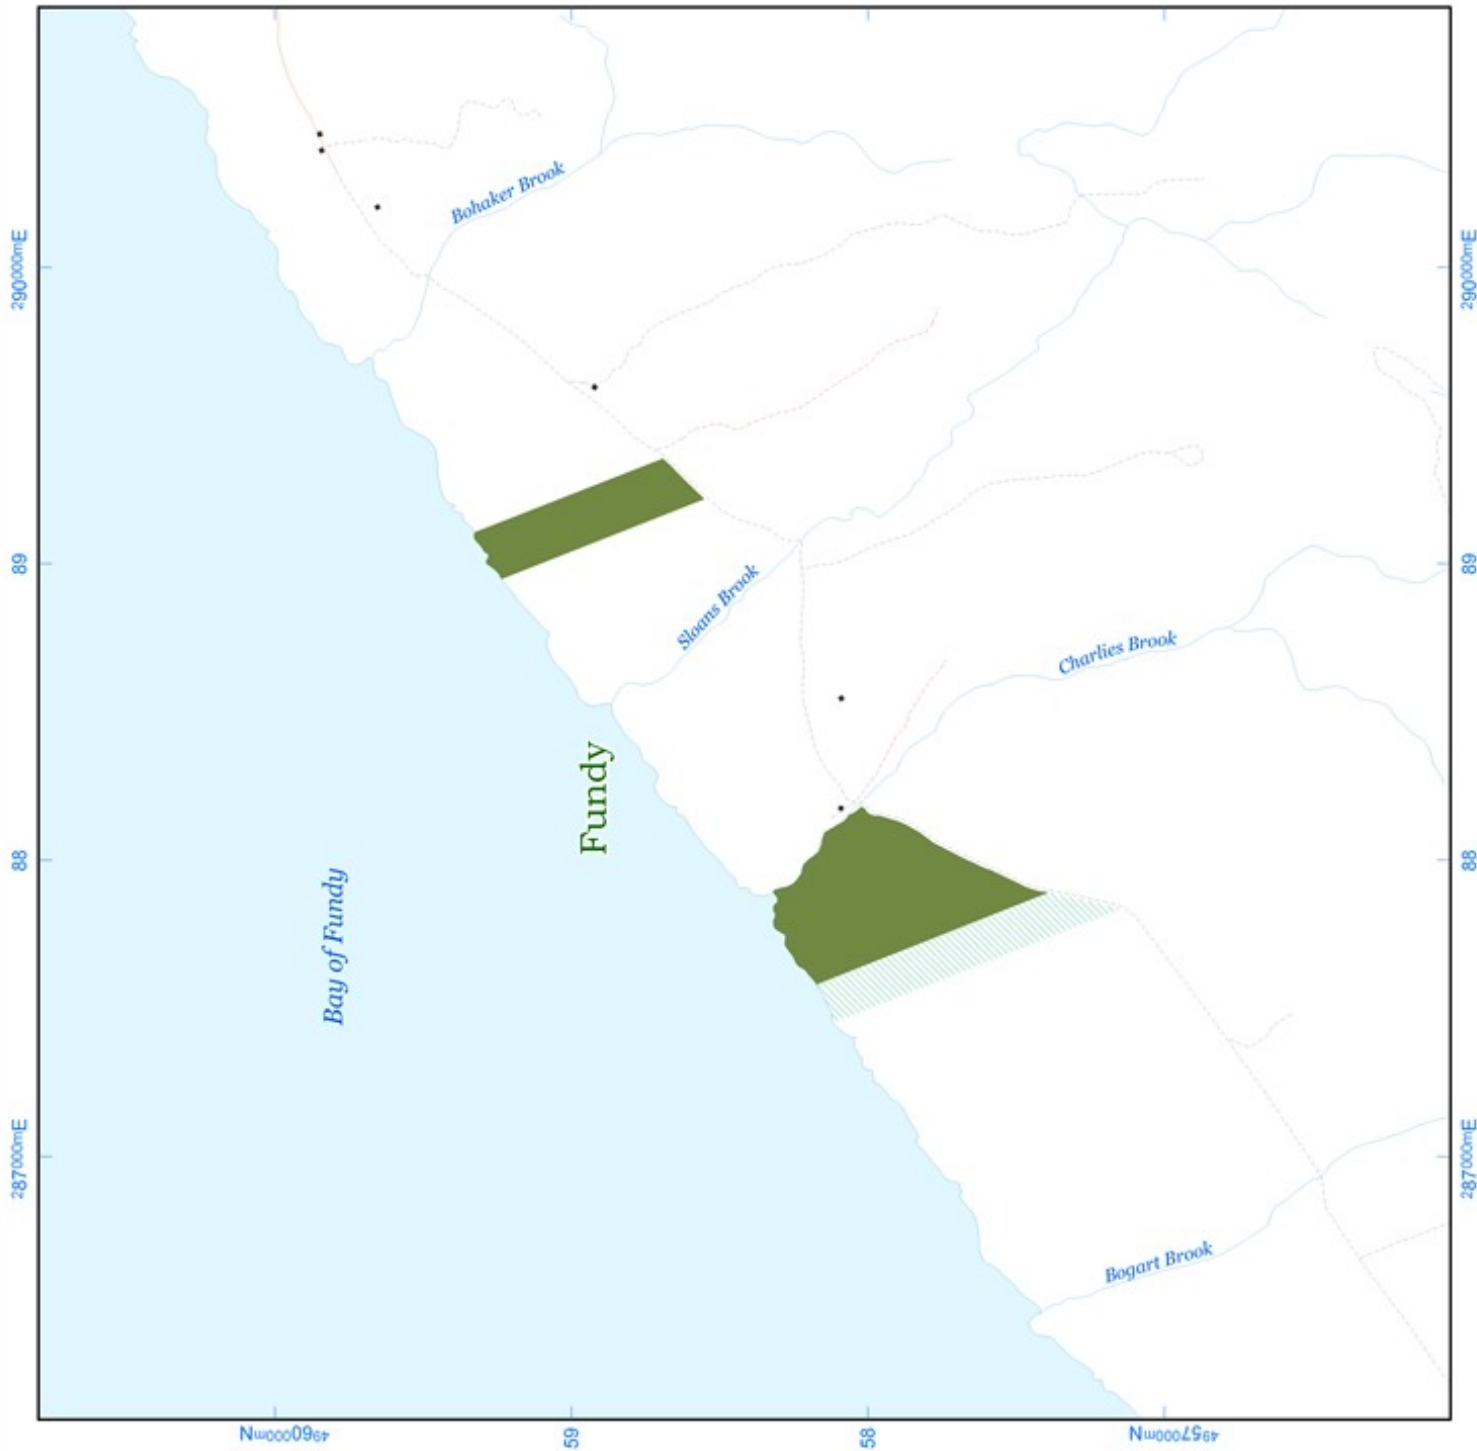 290000mE
290000mE
Bohaker Brook
89
89
Sloans Brook
Charlies Brook
Fundy
88
88
Bay of Fundy
287000mE
287000mE
Bogart Brook
4960000mN
59
58
4957000mN